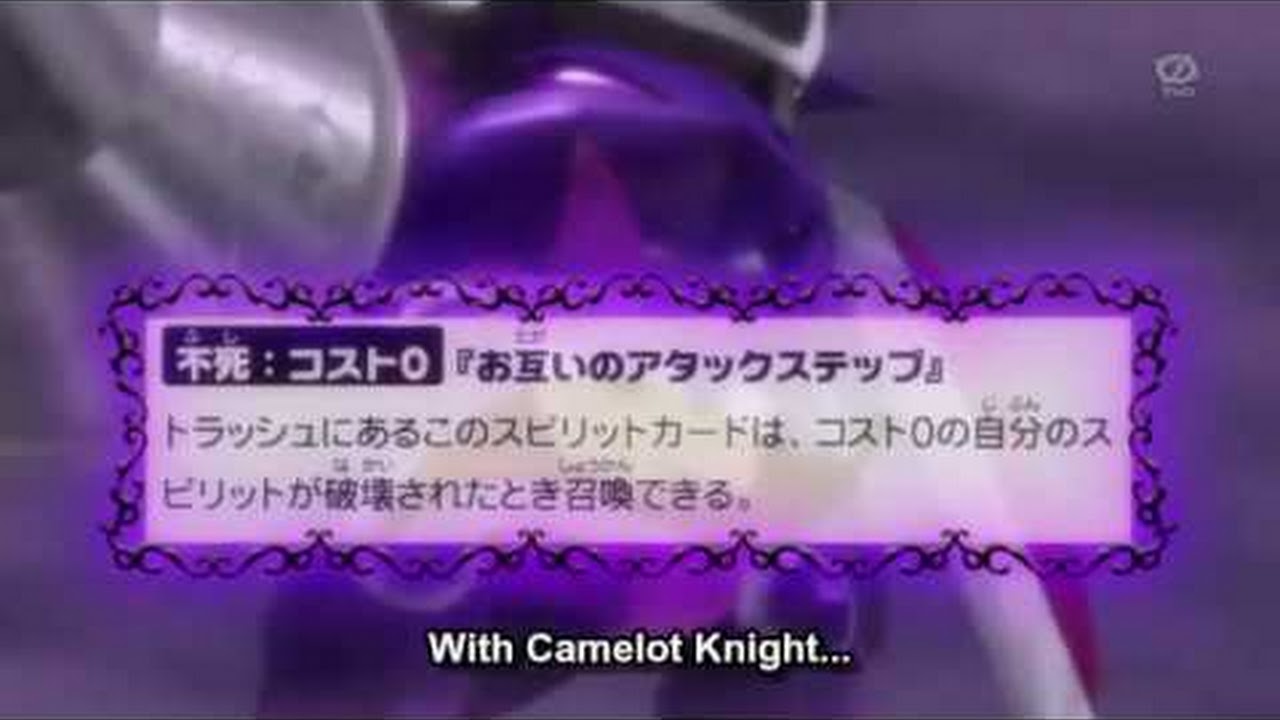 不死：コスト0『お互いのアタックステップ』
トラッシュにあるこのスピリットカードは、コスト0の自分のス
ピリットが破壊されたとき召喚できる。
With Camelot Knight...